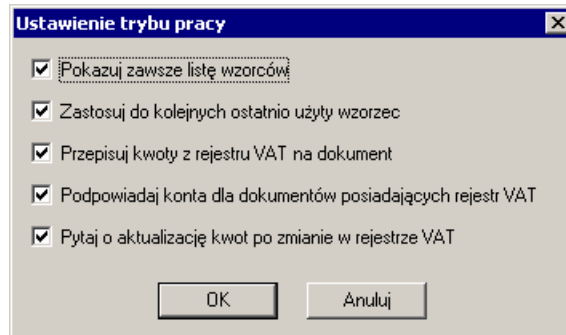 Ustawienie trybu pracy
Pokazuj zawsze listę wzorców
Zastosuj do kolejnych ostatnio użyty wzorzec
Przepisuj kwoty z rejestru VAT na dokument
Podpowiadaj konta dla dokumentów posiadających rejestr VAT
Pytaj o aktualizację kwot po zmianie w rejestrze VAT
OK Anuluj